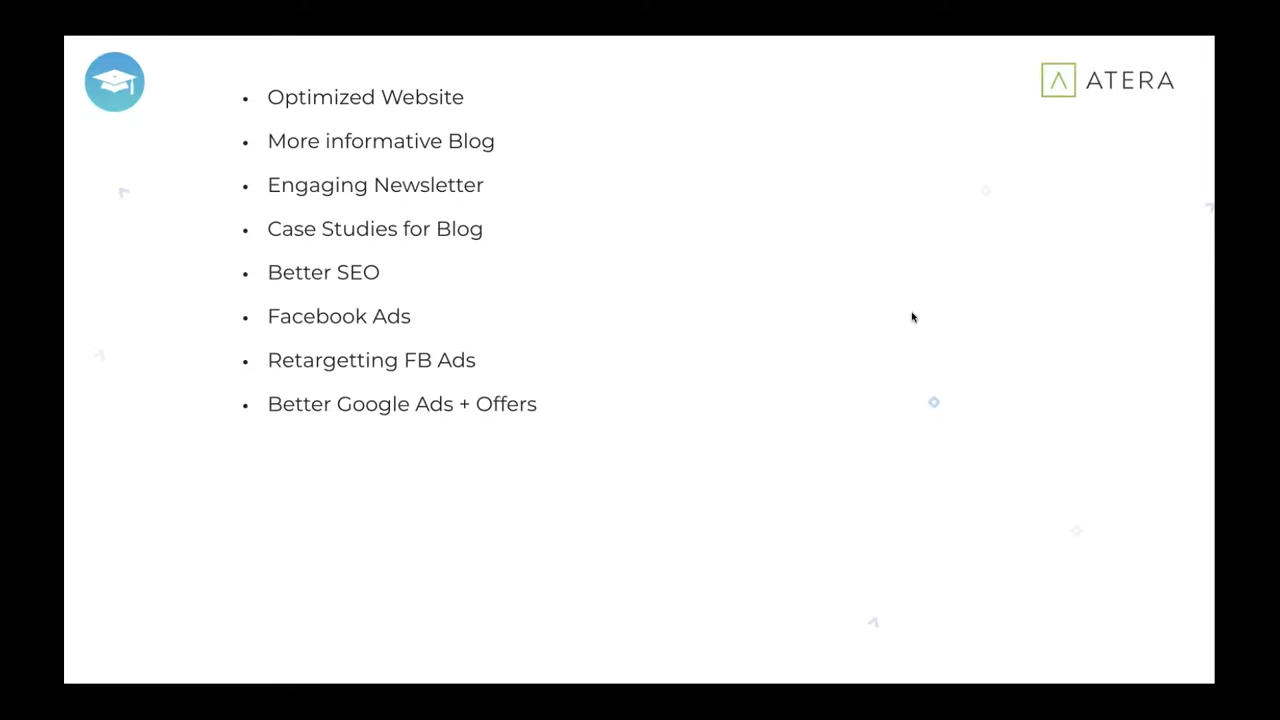 ATERA
• Optimized Website
• More informative Blog
• Engaging Newsletter
• Case Studies for Blog
• Better SEO
• Facebook Ads
• Retargetting FB Ads
• Better Google Ads + Offers